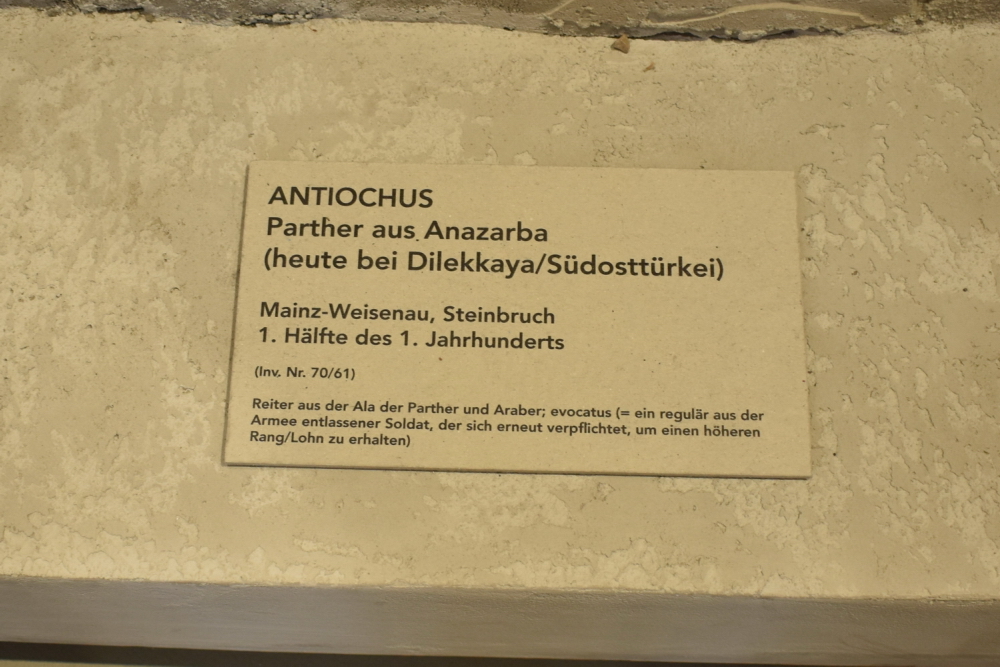 ANTIOCHUS
Parther aus Anazarba
(heute bei Dilekkaya/Südosttürkei)
Mainz-Weisenau, Steinbruch
1. Hälfte des 1. Jahrhunderts
(Inv. Nr. 70/61)
Reiter aus der Ala der Parther und Araber; evocatus (= ein regulär aus der
Armee entlassener Soldat, der sich erneut verpflichtet, um einen höheren
Rang/Lohn zu erhalten)